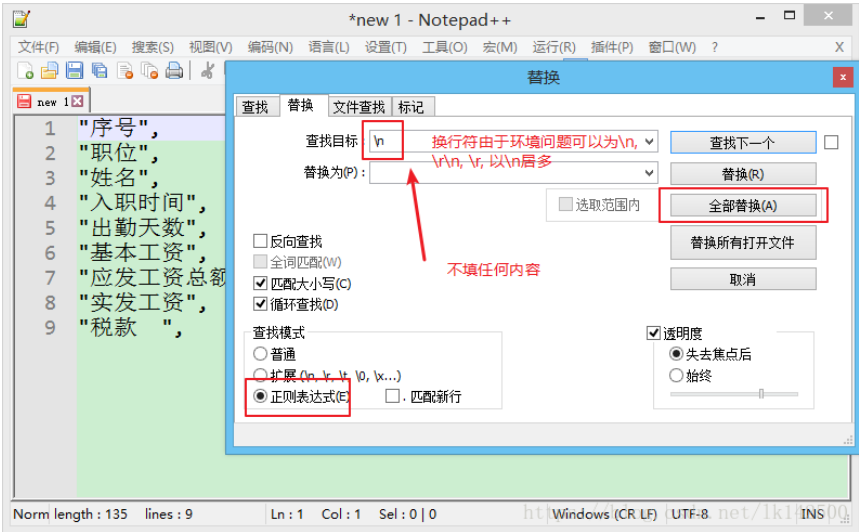 *new 1 - Notepad++
文件(F) 编辑(E) 搜索(S) 视图(V) 编码(N) 语言(L) 设置(T) 工具(O) 宏(M) 运行(R) 插件(P) 窗口(W) ? X
替换
new 1
查找 替换 文件查找 标记
1 "序号",
2 "职位",
3 "姓名",
4 "入职时间",
5 "出勤天数",
6 "基本工资",
7 "应发工资总额
8 "实发工资",
9 "税款 ",
查找目标 \n 换行符由于环境问题可以为\n, 查找下一个
\r\n, \r, 以\n居多
替换为(P): 替换(R)
选取范围内 全部替换(A)
反向查找 替换所有打开文件
全词匹配(W)
不填任何内容
匹配大小写(C) 取消
循环查找(D)
查找模式 透明度
普通 失去焦点后
扩展 (\n, \r, \t, \0, \x...) 始终
正则表达式(E) . 匹配新行
Norm length : 135 lines : 9 Ln : 1 Col : 1 Sel : 0 | 0 Windows (CR LF) UTF-8 INS